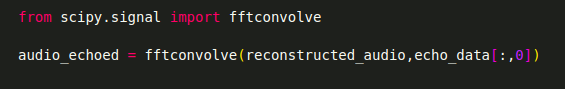 from scipy.signal import fftconvolve
audio_echoed = fftconvolve(reconstructed_audio,echo_data[:,0])